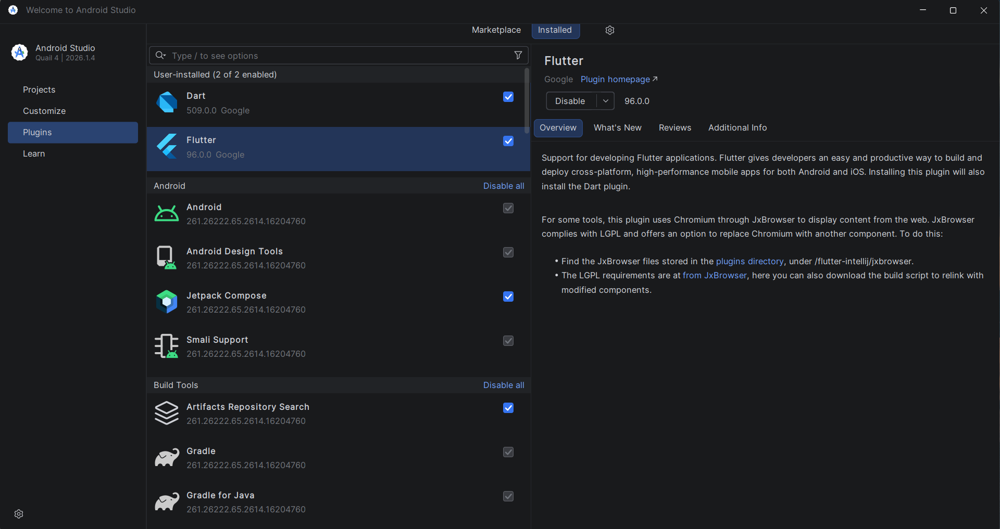 Welcome to Android Studio
Android Studio
Quail 4 | 2026.1.4
Projects
Customize
Plugins
Learn
Marketplace
Installed
Type / to see options
User-installed (2 of 2 enabled)
Dart
509.0.0 Google
Flutter
96.0.0 Google
Android Disable all
Android
261.26222.65.2614.16204760
Android Design Tools
261.26222.65.2614.16204760
Jetpack Compose
261.26222.65.2614.16204760
Smali Support
261.26222.65.2614.16204760
Build Tools Disable all
Artifacts Repository Search
261.26222.65.2614.16204760
Gradle
261.26222.65.2614.16204760
Gradle for Java
261.26222.65.2614.16204760
Flutter
Google Plugin homepage ↗
Disable 96.0.0
Overview What's New Reviews Additional Info
Support for developing Flutter applications. Flutter gives developers an easy and productive way to build and
deploy cross-platform, high-performance mobile apps for both Android and iOS. Installing this plugin will also
install the Dart plugin.
For some tools, this plugin uses Chromium through JxBrowser to display content from the web. JxBrowser
complies with LGPL and offers an option to replace Chromium with another component. To do this:
• Find the JxBrowser files stored in the plugins directory, under /flutter-intellij/jxbrowser.
• The LGPL requirements are at from JxBrowser, here you can also download the build script to relink with
modified components.